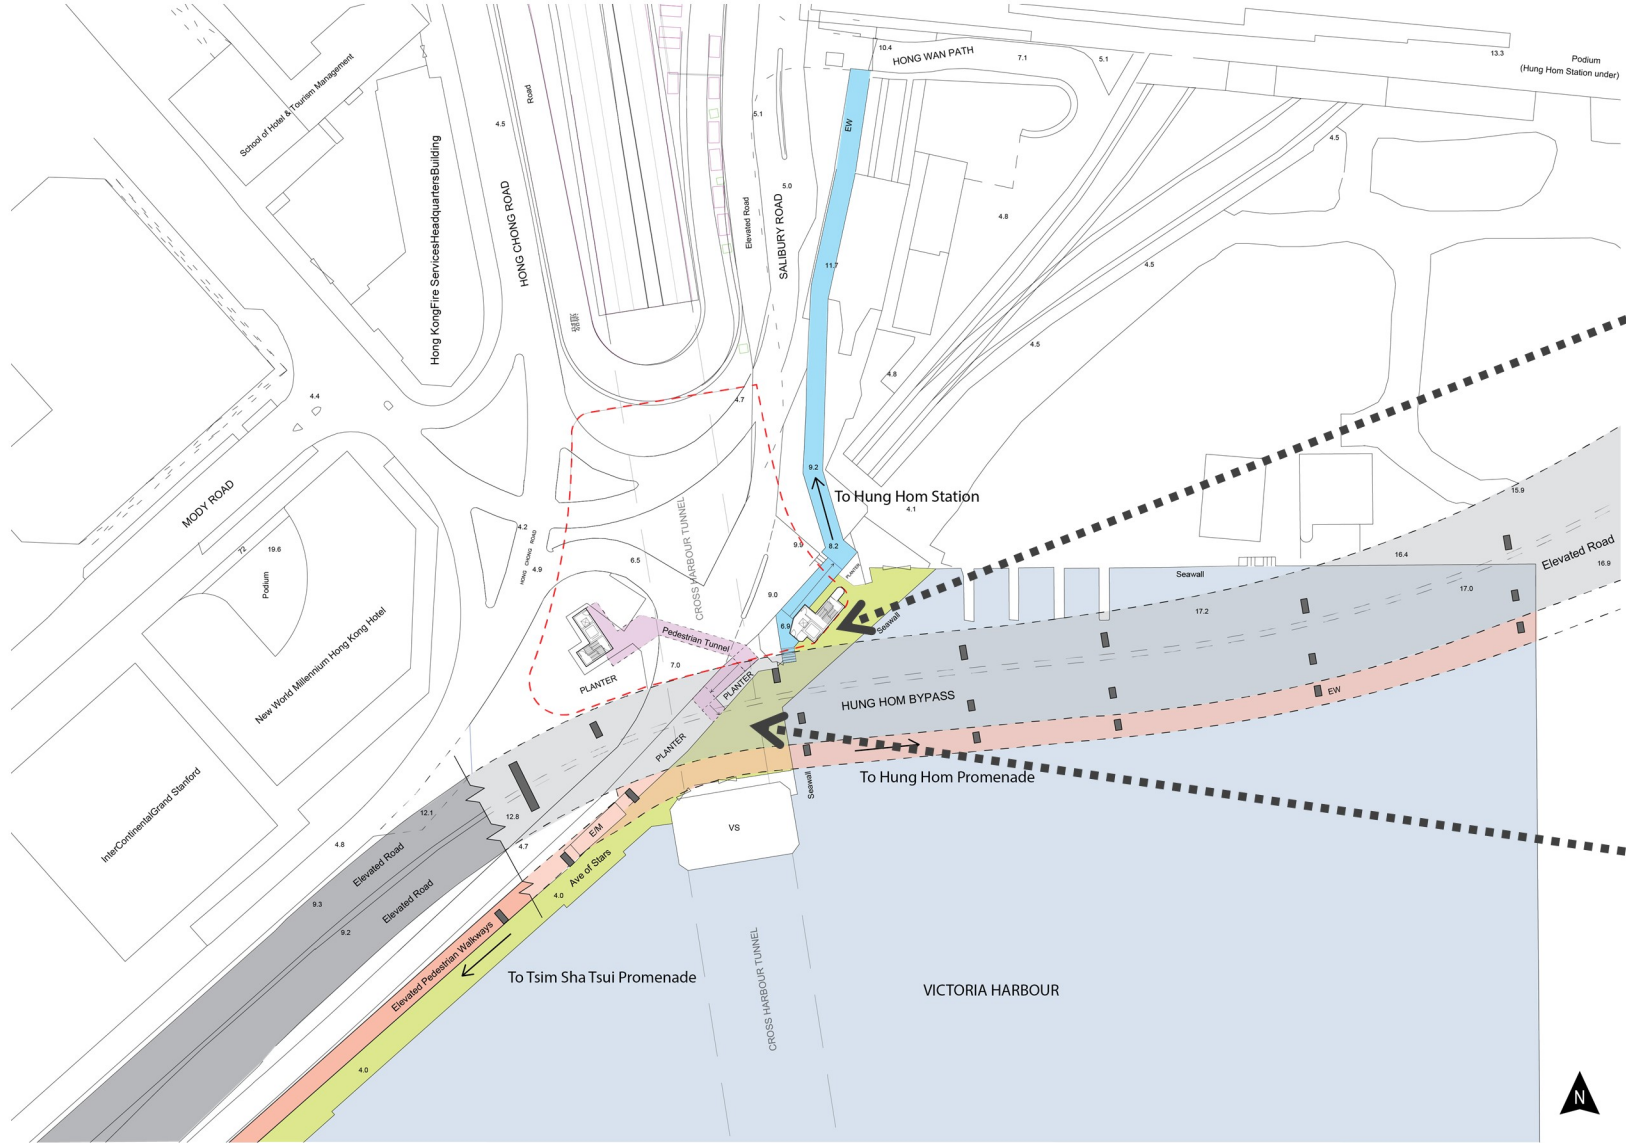 10.4
HONG WAN PATH
7.1
5.1
13.3
Podium
(Hung Hom Station under)
School of Hotel & Tourism Management
Road
4.5
5.1
EW
4.5
Hong KongFire ServicesHeadquartersBuilding
HONG CHONG ROAD
5.0
Elevated Road
SALIBURY ROAD
4.8
11.7
4.5
4.5
4.8
4.4
4.7
MODY ROAD
9.2
To Hung Hom Station
4.1
15.9
CROSS HARBOUR TUNNEL
4.2
HONG CHONG ROAD
4.9
72
19.6
Podium
6.5
9.9
8.2
PLANTER
16.4
Elevated Road
16.9
Seawall
17.0
17.2
9.0
6.9
Seawall
New World Millennium Hong Kong Hotel
Pedestrian Tunnel
7.0
PLANTER
PLANTER
HUNG HOM BYPASS
EW
PLANTER
To Hung Hom Promenade
Seawall
InterContinentalGrand Stanford
12.1
12.8
E/M
VS
4.8
4.7
Elevated Road
Ave of Stars
Elevated Road
9.3
4.0
9.2
Elevated Pedestrian Walkways
To Tsim Sha Tsui Promenade
VICTORIA HARBOUR
CROSS HARBOUR TUNNEL
4.0
N